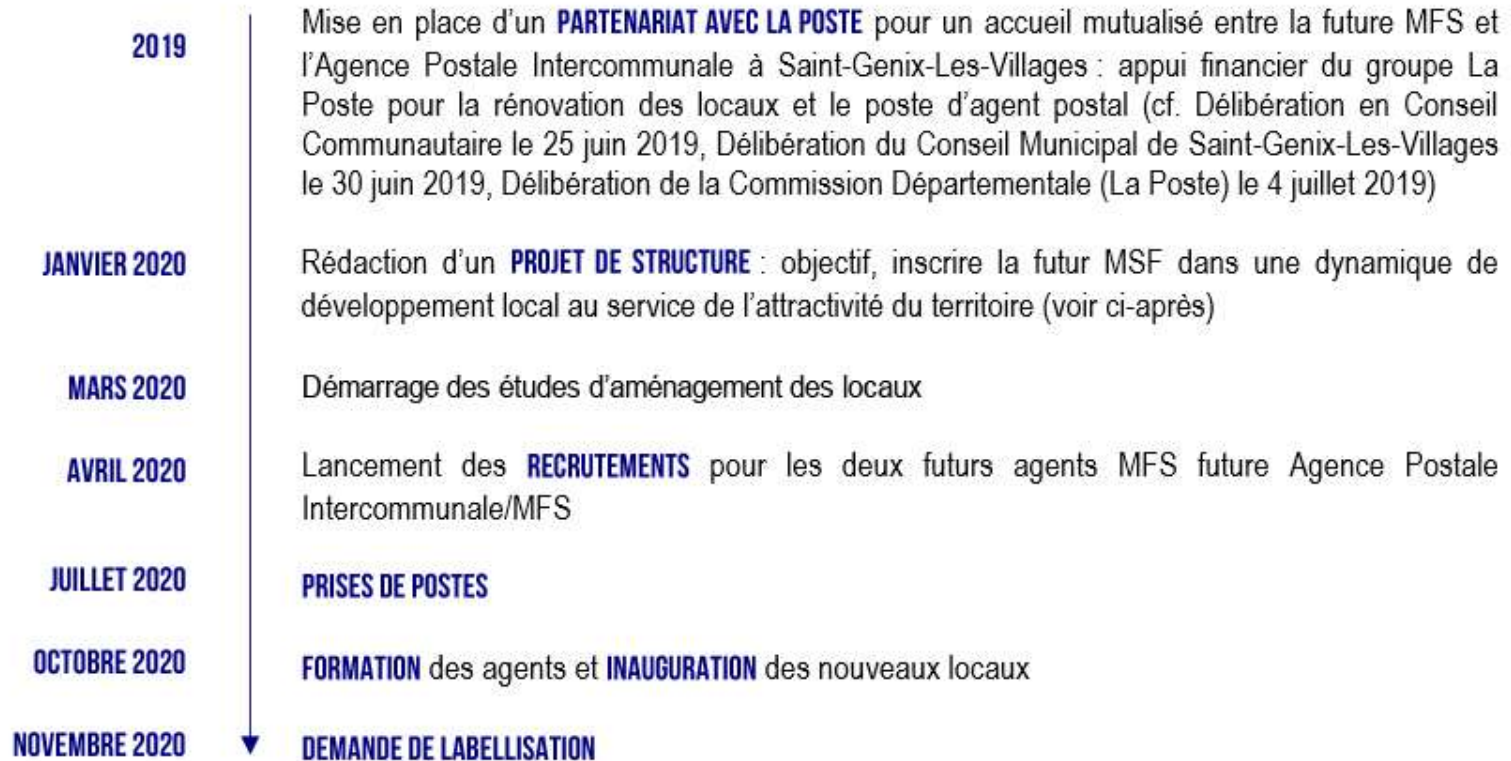 2019
Mise en place d'un PARTENARIAT AVEC LA POSTE pour un accueil mutualisé entre la future MFS et
l'Agence Postale Intercommunale à Saint-Genix-Les-Villages : appui financier du groupe La
Poste pour la rénovation des locaux et le poste d'agent postal (cf. Délibération en Conseil
Communautaire le 25 juin 2019, Délibération du Conseil Municipal de Saint-Genix-Les-Villages
le 30 juin 2019, Délibération de la Commission Départementale (La Poste) le 4 juillet 2019)
JANVIER 2020
Rédaction d'un PROJET DE STRUCTURE : objectif, inscrire la futur MSF dans une dynamique de
développement local au service de l'attractivité du territoire (voir ci-après)
MARS 2020
Démarrage des études d'aménagement des locaux
AVRIL 2020
Lancement des RECRUTEMENTS pour les deux futurs agents MFS future Agence Postale
Intercommunale/MFS
JUILLET 2020
PRISES DE POSTES
OCTOBRE 2020
FORMATION des agents et INAUGURATION des nouveaux locaux
NOVEMBRE 2020
DEMANDE DE LABELLISATION